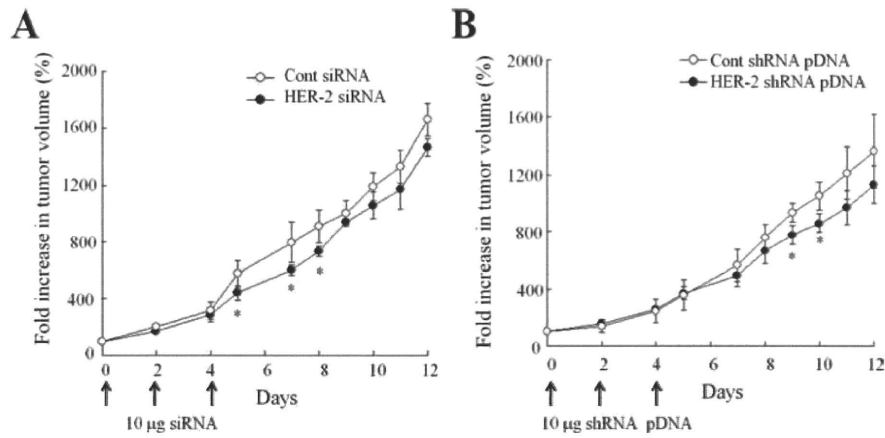 A
Fold increase in tumor volume (%)
2000
1600
1200
800
400
0
Cont siRNA
HER-2 siRNA
*
*
*
0 2 4 6 8 10 12
Days
10 µg siRNA
B
Fold increase in tumor volume (%)
2000
1600
1200
800
400
0
Cont shRNA pDNA
HER-2 shRNA pDNA
*
*
0 2 4 6 8 10 12
Days
10 µg shRNA pDNA